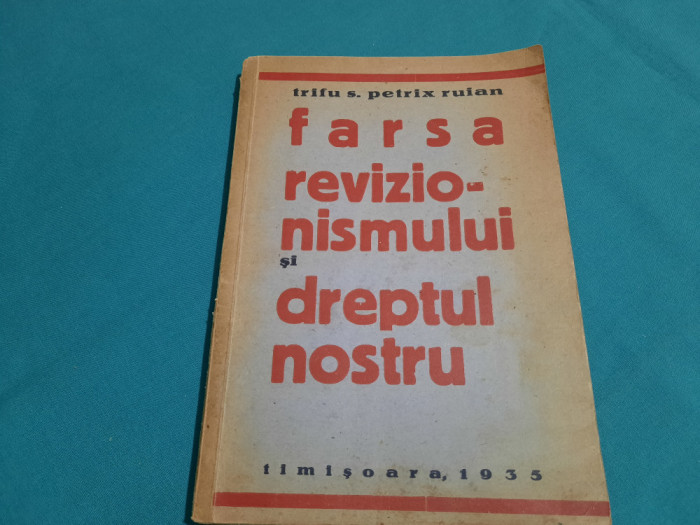 trifu s. petrix ruian
farsa
revizio-
nismului
și
dreptul
nostru
timișoara, 1935